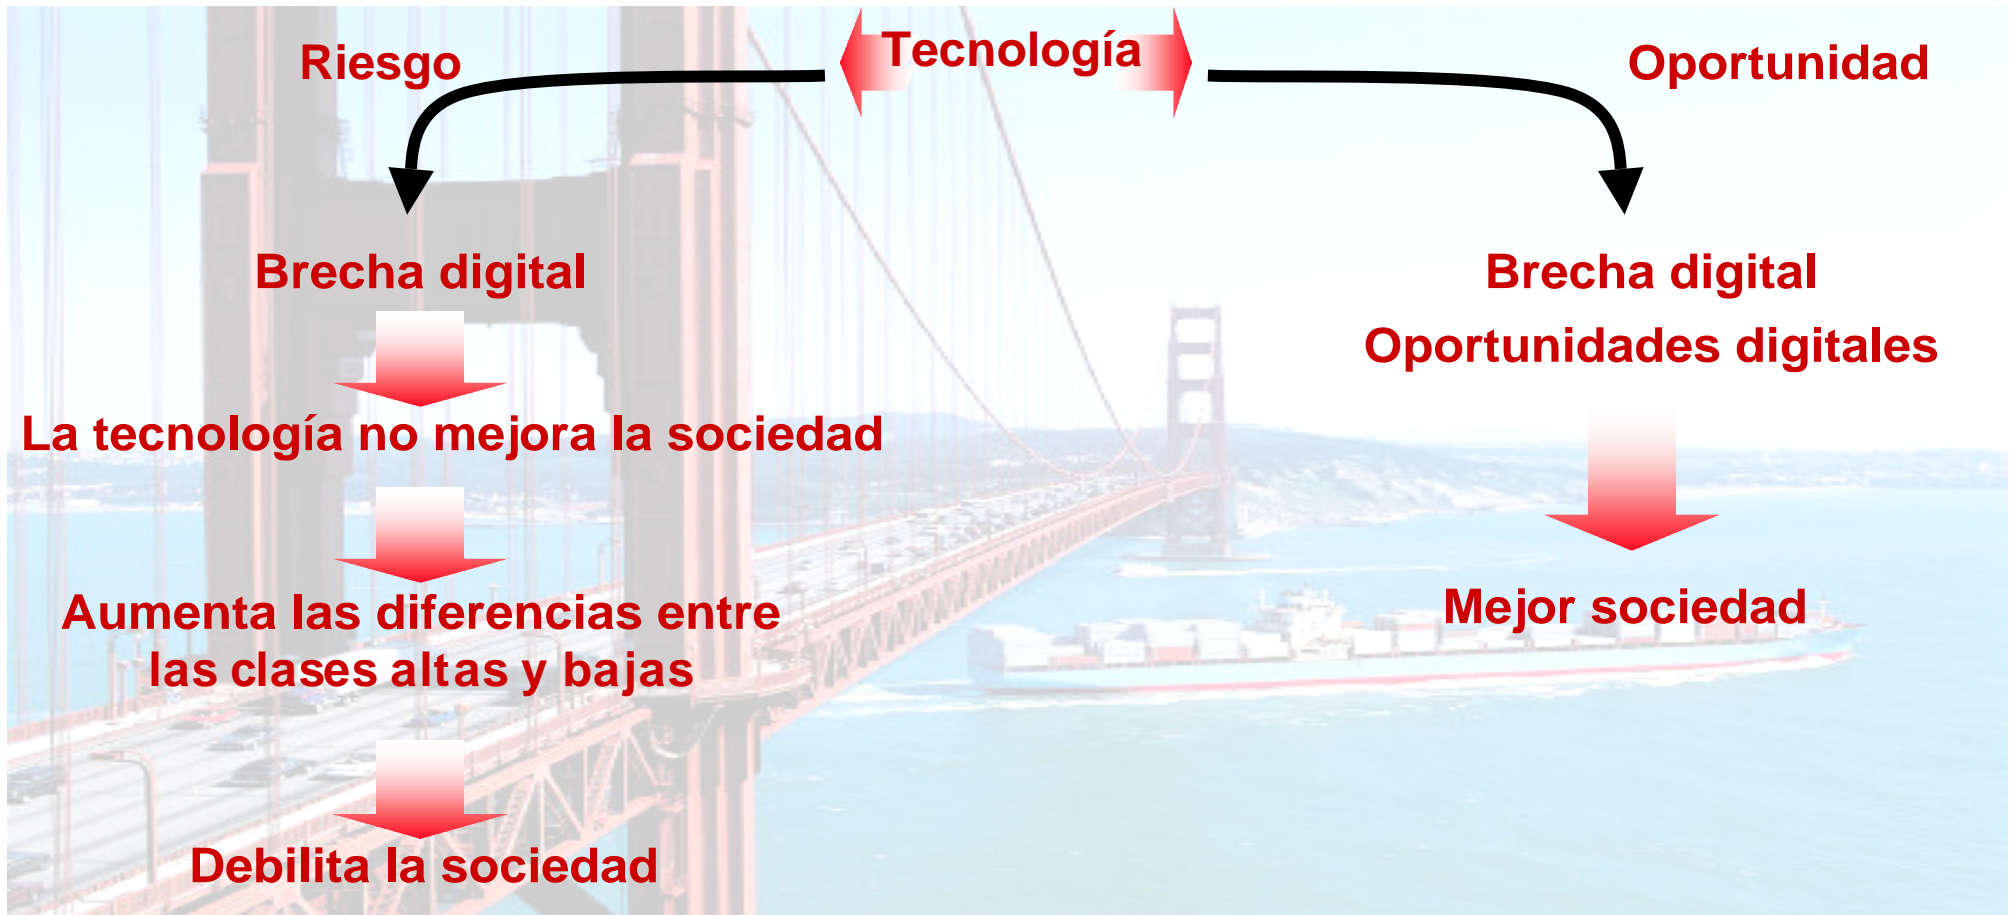 Tecnología
Riesgo
Oportunidad
Brecha digital
La tecnología no mejora la sociedad
Aumenta las diferencias entre
las clases altas y bajas
Debilita la sociedad
Brecha digital
Oportunidades digitales
Mejor sociedad